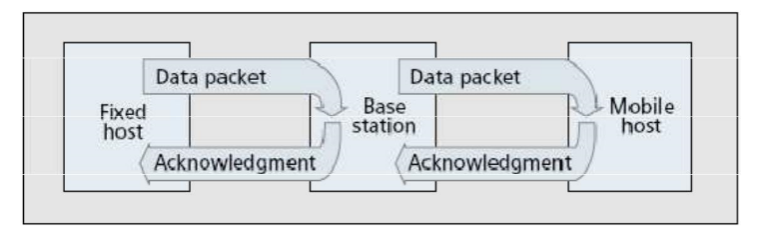 Data packet
Data packet
Fixed
host
Base
station
Mobile
host
Acknowledgment
Acknowledgment